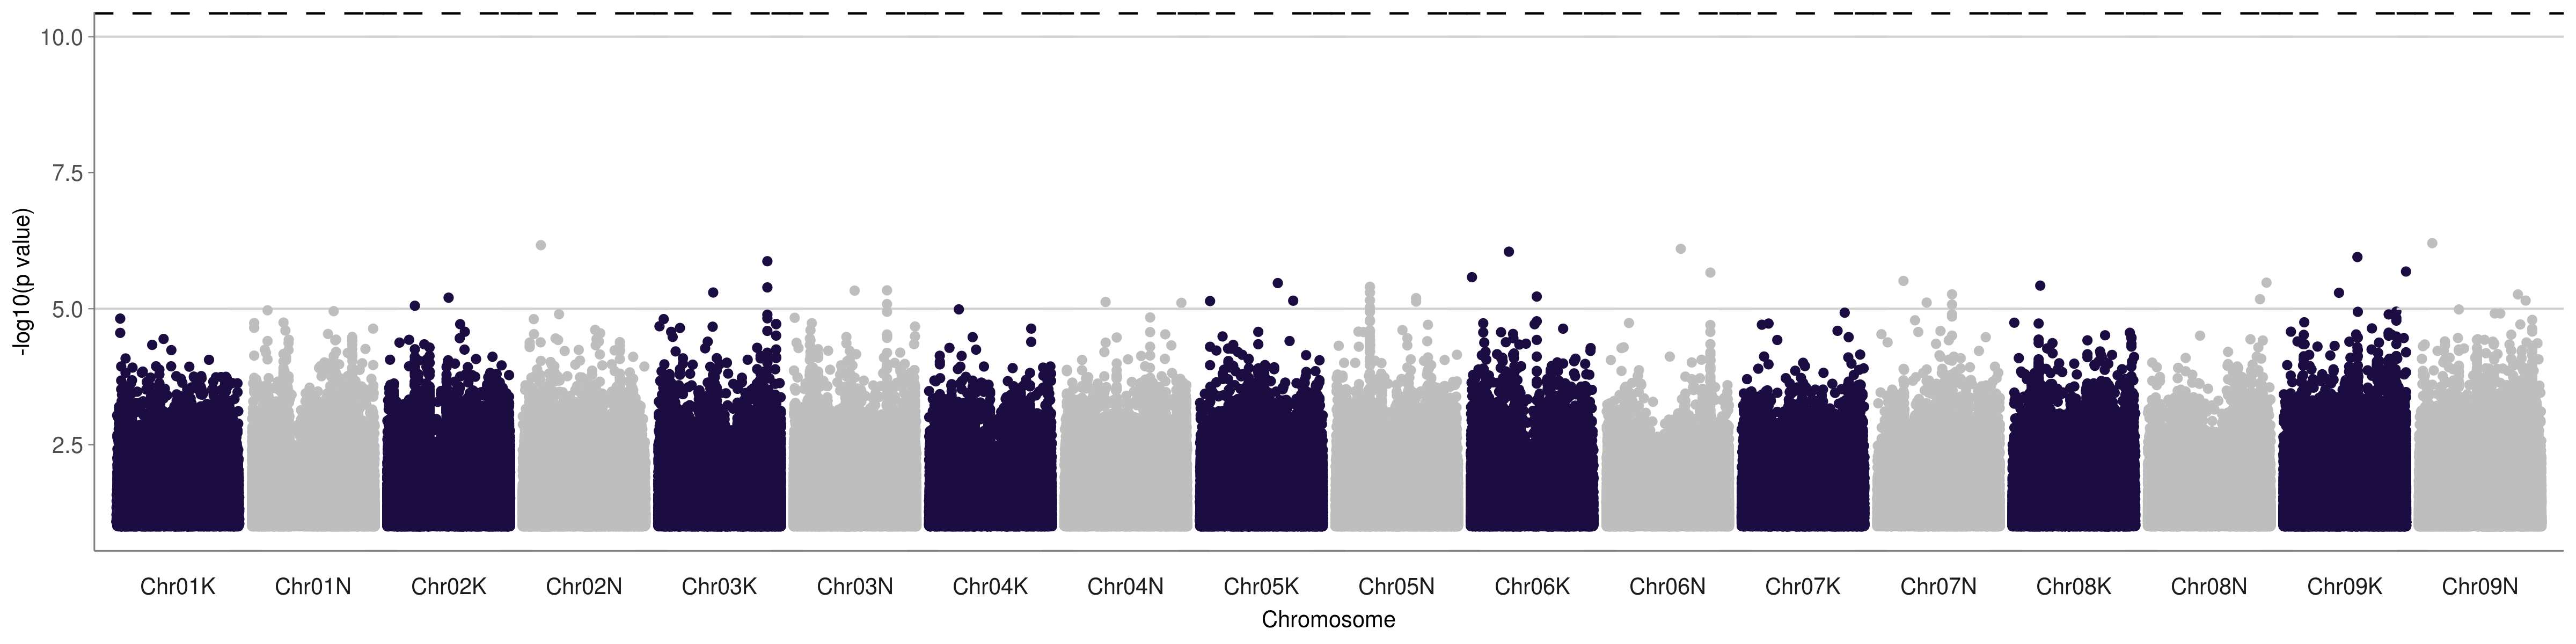 10.0
7.5
5.0
2.5
-log10(p value)
Chr01K Chr01N Chr02K Chr02N Chr03K Chr03N Chr04K Chr04N Chr05K Chr05N Chr06K Chr06N Chr07K Chr07N Chr08K Chr08N Chr09K Chr09N
Chromosome